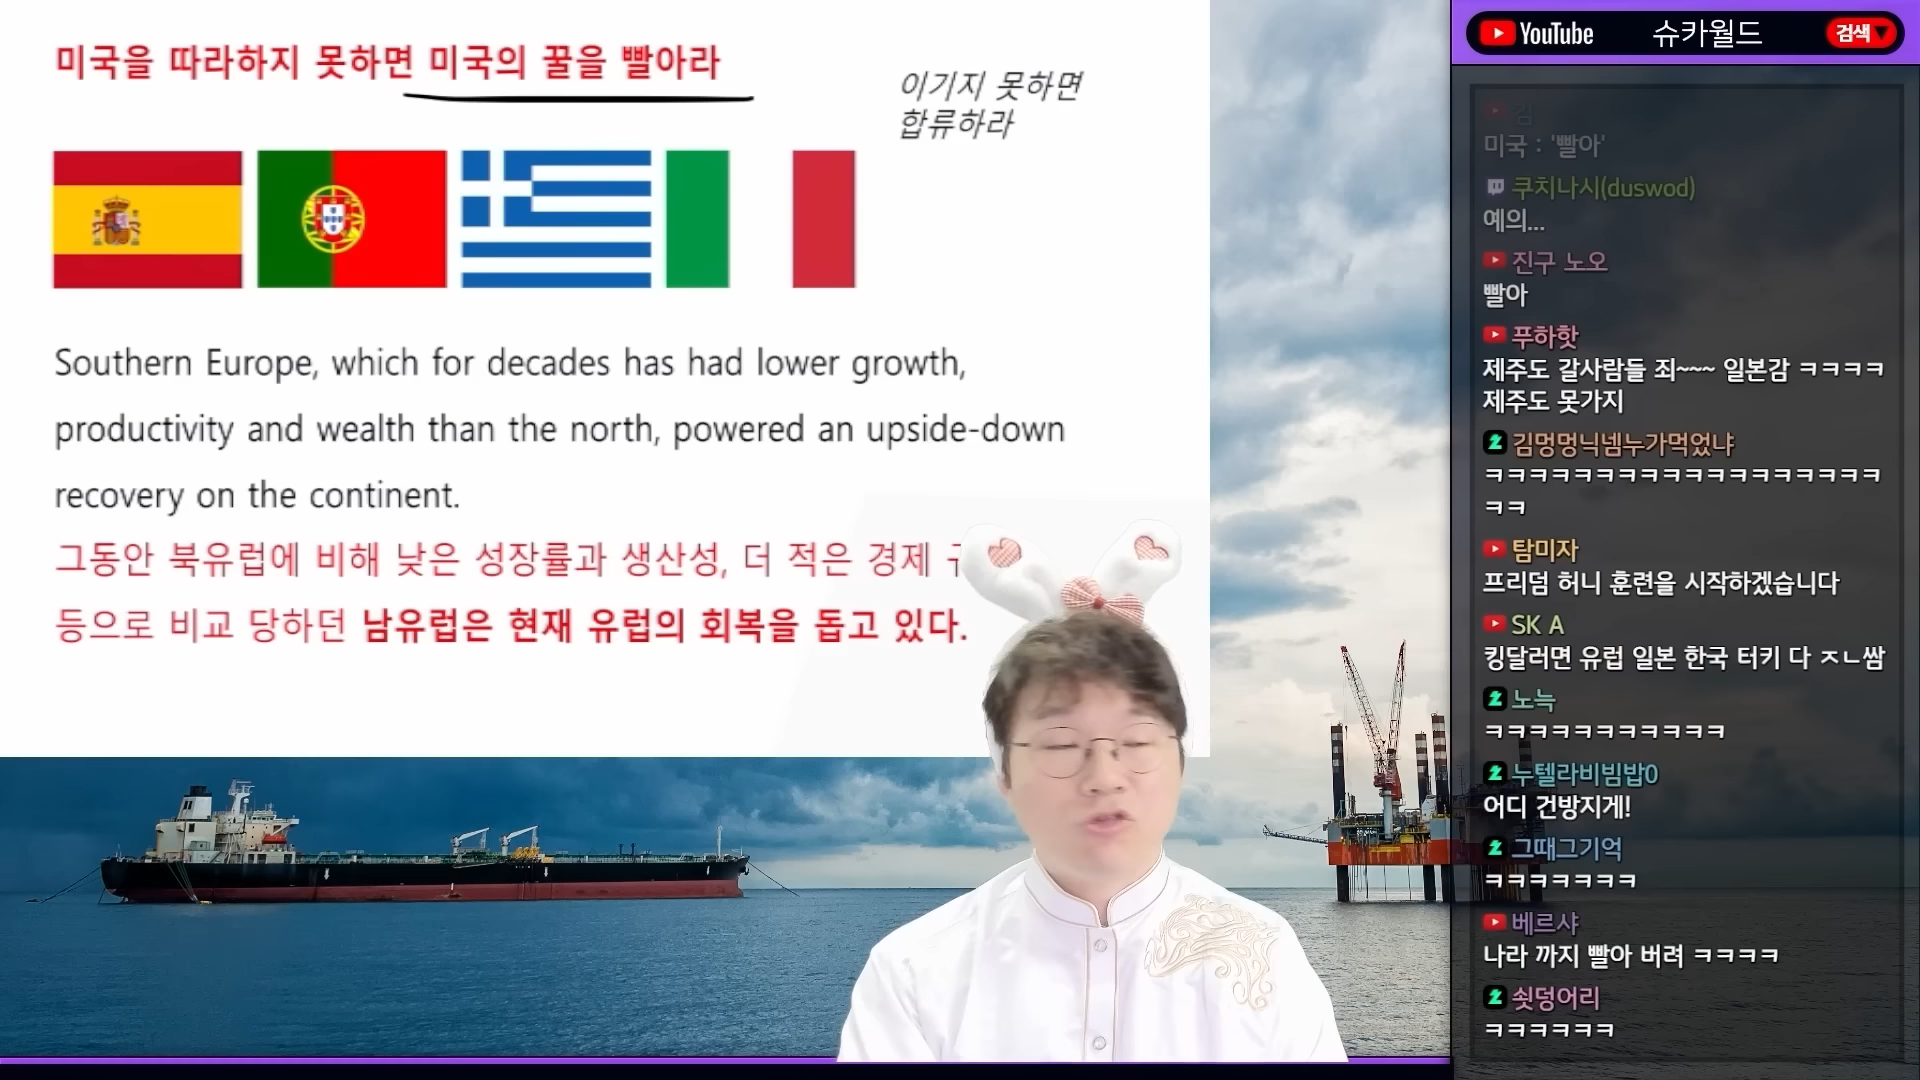 미국을 따라하지 못하면 미국의 꿀을 빨아라
이기지 못하면
합류하라
Southern Europe, which for decades has had lower growth,
productivity and wealth than the north, powered an upside-down
recovery on the continent.
그동안 북유럽에 비해 낮은 성장률과 생산성, 더 적은 경제
등으로 비교 당하던 남유럽은 현재 유럽의 회복을 돕고 있다.
YouTube 슈카월드 검색
김
미국 : '빨아'
쿠치나시(duswod)
예의...
진구 노오
빨아
푸하핫
제주도 갈사람들 죄~~~ 일본감 ㅋㅋㅋㅋ
제주도 못가지
김멍멍닉넴누가먹었냐
ㅋㅋㅋㅋㅋㅋㅋㅋㅋㅋㅋㅋㅋㅋㅋㅋㅋㅋ
ㅋㅋ
탐미자
프리덤 허니 훈련을 시작하겠습니다
SK A
킹달러면 유럽 일본 한국 터키 다 ㅈㄴ쌈
노늑
ㅋㅋㅋㅋㅋㅋㅋㅋㅋㅋㅋ
누텔라비빔밥0
어디 건방지게!
그때그기억
ㅋㅋㅋㅋㅋㅋㅋ
베르샤
나라 까지 빨아 버려 ㅋㅋㅋㅋ
쇳덩어리
ㅋㅋㅋㅋㅋㅋ